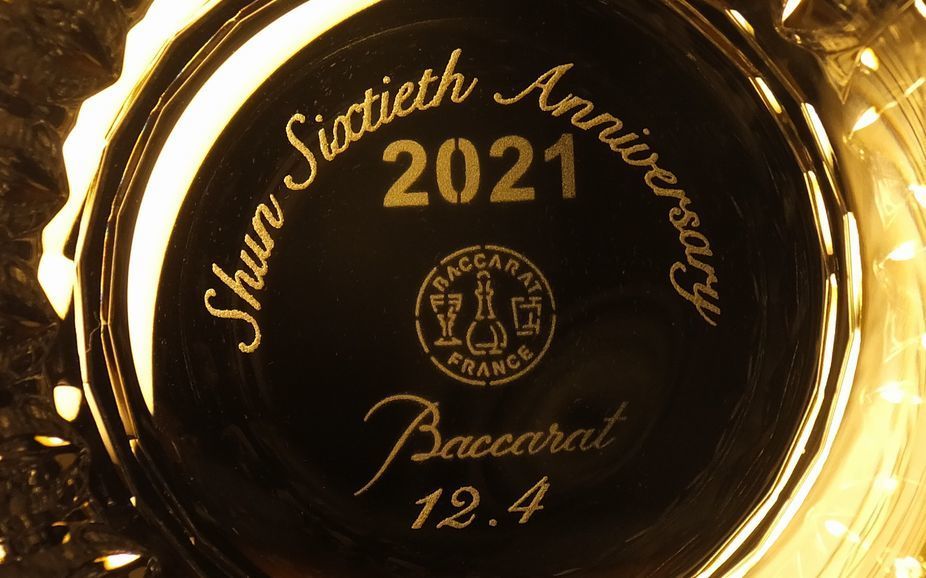 Shun Sixtieth Anniversary
2021
BACCARAT
FRANCE
Baccarat
12.4